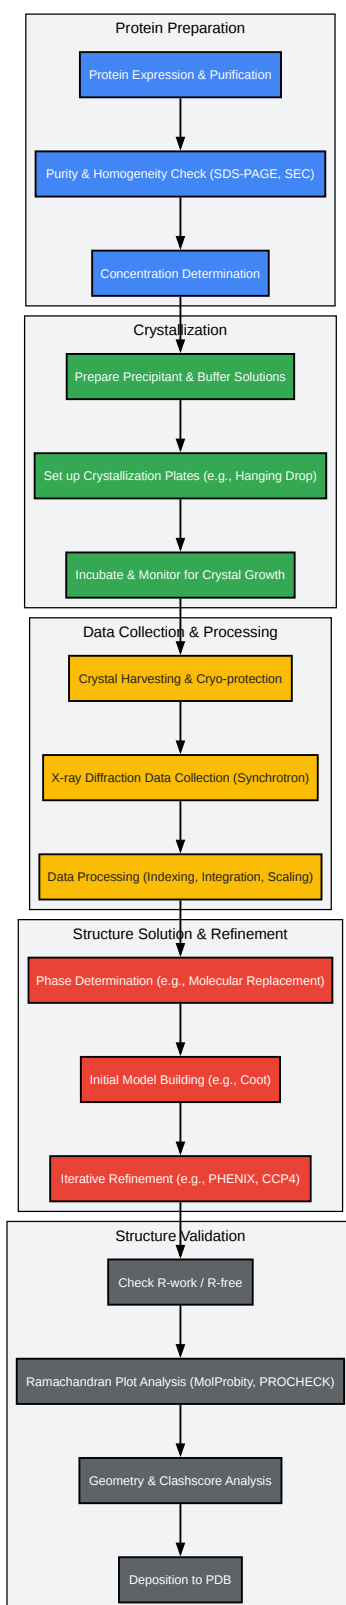 Protein Preparation
Protein Expression & Purification
Purity & Homogeneity Check (SDS-PAGE, SEC)
Concentration Determination
Crystallization
Prepare Precipitant & Buffer Solutions
Set up Crystallization Plates (e.g., Hanging Drop)
Incubate & Monitor for Crystal Growth
Data Collection & Processing
Crystal Harvesting & Cryo-protection
X-ray Diffraction Data Collection (Synchrotron)
Data Processing (Indexing, Integration, Scaling)
Structure Solution & Refinement
Phase Determination (e.g., Molecular Replacement)
Initial Model Building (e.g., Coot)
Iterative Refinement (e.g., PHENIX, CCP4)
Structure Validation
Check R-work / R-free
Ramachandran Plot Analysis (MolProbity, PROCHECK)
Geometry & Clashscore Analysis
Deposition to PDB